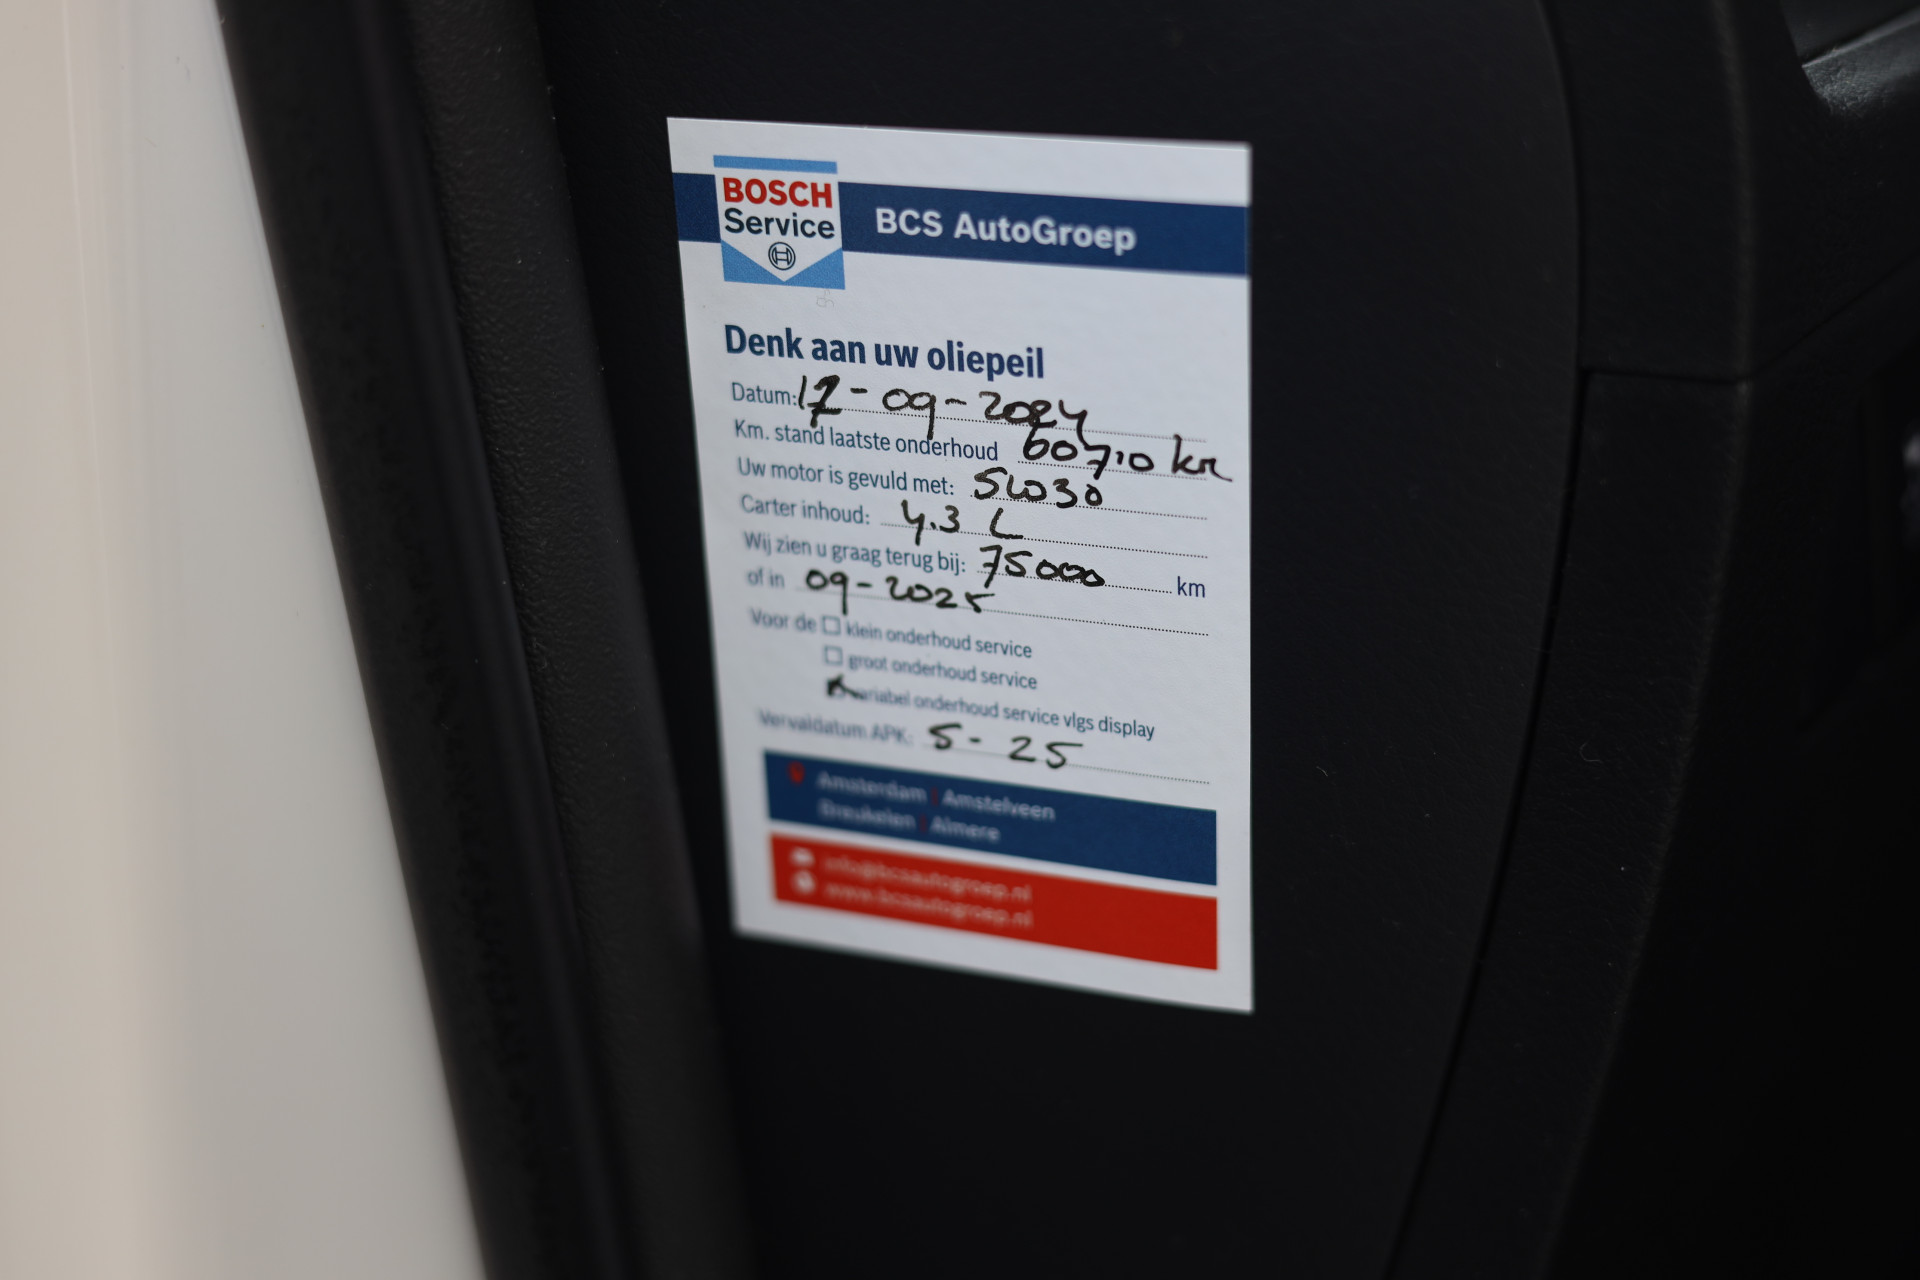 BOSCH
Service
BCS AutoGroep
Denk aan uw oliepeil
Datum: 17-09-2024
Km. stand laatste onderhoud 60710 km
Uw motor is gevuld met: 5W30
Carter inhoud: 4.3 L
Wij zien u graag terug bij: 75000 km
of in 09-2025
Voor de klein onderhoud service
groot onderhoud service
variabel onderhoud service vlgs display
Vervaldatum APK: 5-25
Amsterdam | Amstelveen
Breukelen | Almere
info@bcsautogroep.nl
www.bcsautogroep.nl